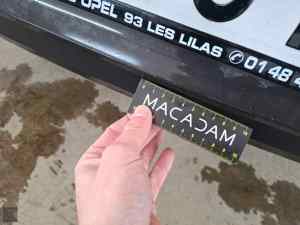 OPEL 93 LES LILAS ✆ 01 48
MACADAM